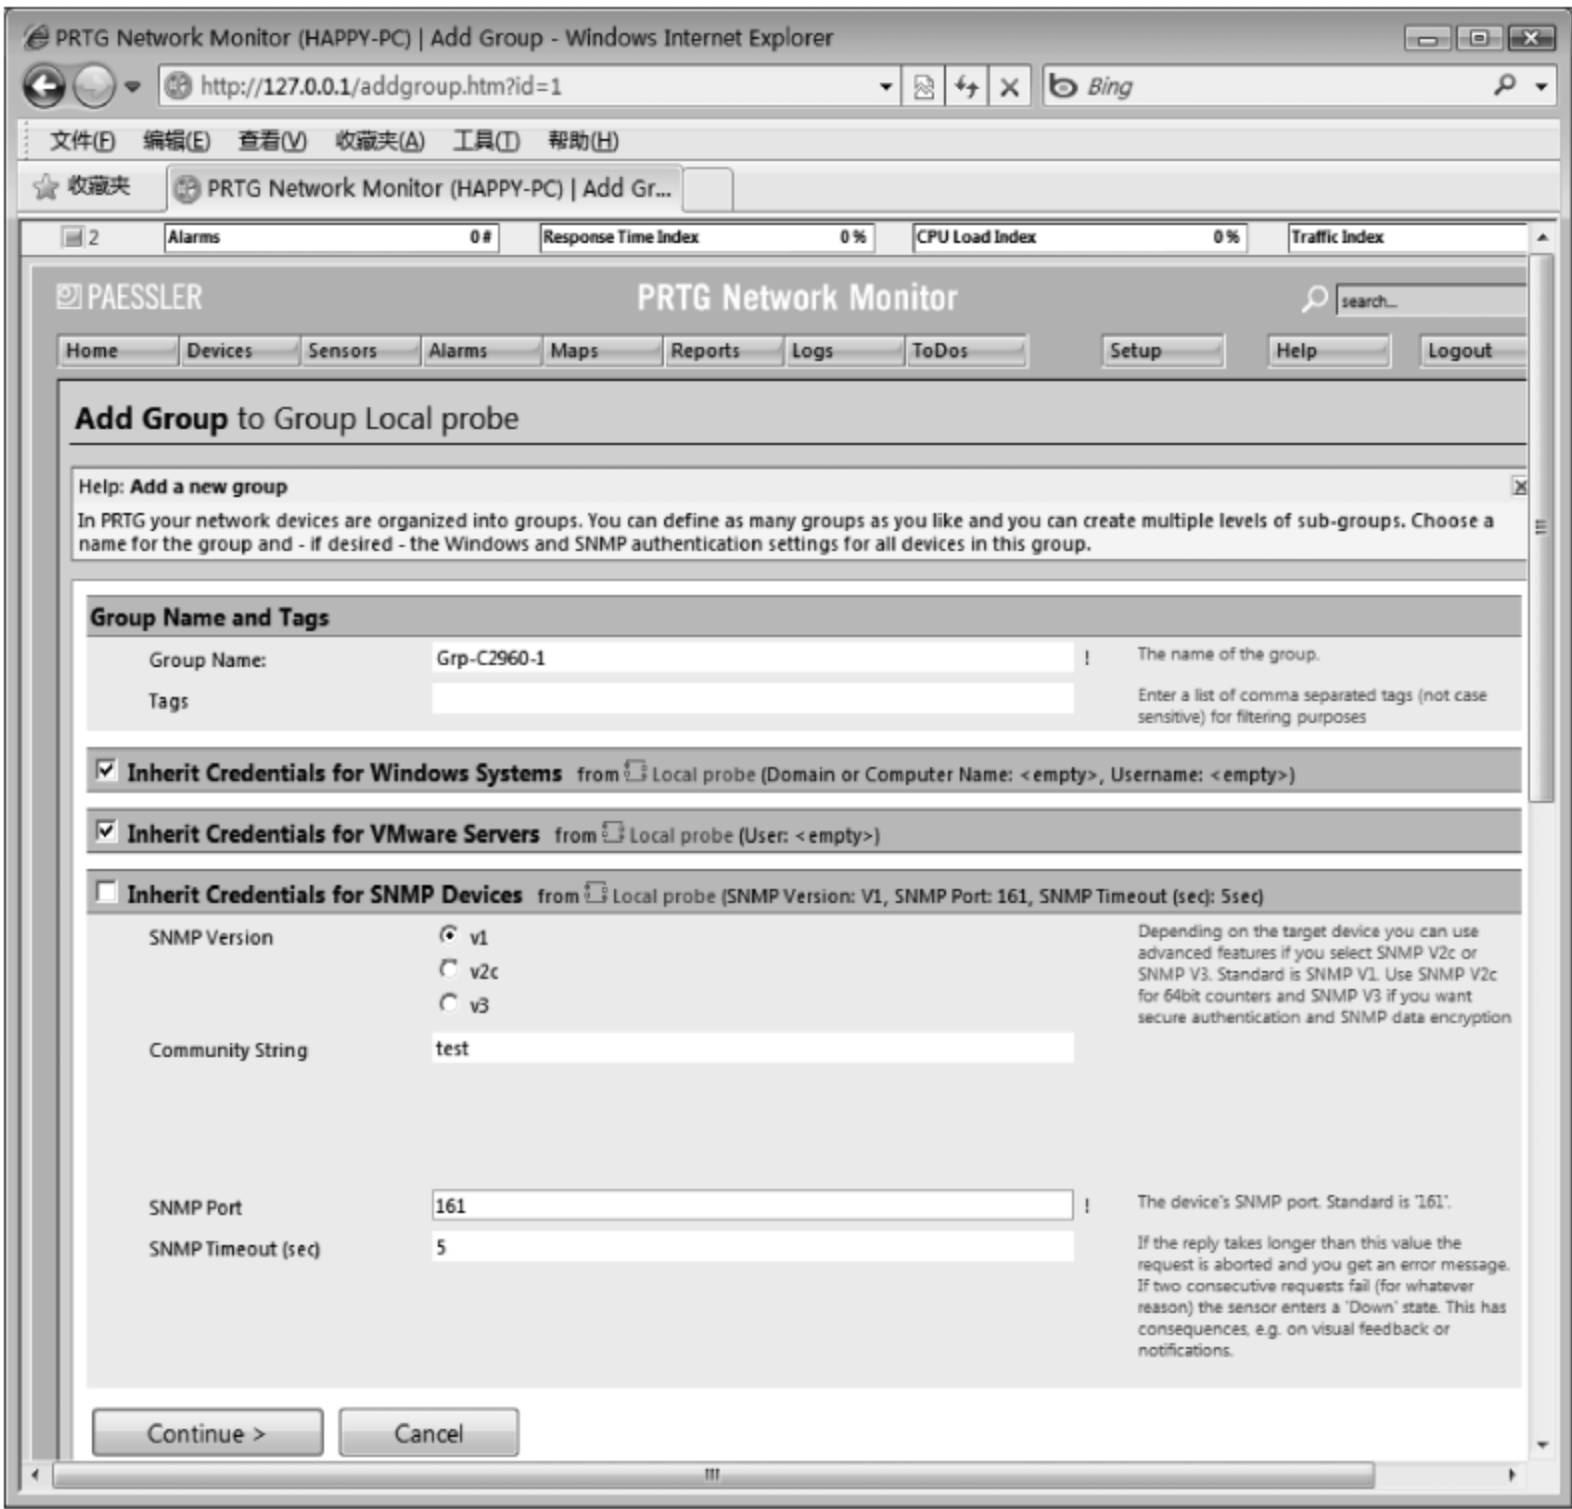 PRTG Network Monitor (HAPPY-PC) | Add Group - Windows Internet Explorer
http://127.0.0.1/addgroup.htm?id=1
Bing
文件(F) 编辑(E) 查看(V) 收藏夹(A) 工具(T) 帮助(H)
收藏夹 PRTG Network Monitor (HAPPY-PC) | Add Gr...
2 Alarms 0 # Response Time Index 0 % CPU Load Index 0 % Traffic Index
PAESSLER PRTG Network Monitor search...
Home Devices Sensors Alarms Maps Reports Logs ToDos Setup Help Logout
Add Group to Group Local probe
Help: Add a new group
In PRTG your network devices are organized into groups. You can define as many groups as you like and you can create multiple levels of sub-groups. Choose a
name for the group and - if desired - the Windows and SNMP authentication settings for all devices in this group.
Group Name and Tags
Group Name: Grp-C2960-1 ! The name of the group.
Tags
Enter a list of comma separated tags (not case
sensitive) for filtering purposes
Inherit Credentials for Windows Systems from Local probe (Domain or Computer Name: <empty>, Username: <empty>)
Inherit Credentials for VMware Servers from Local probe (User: <empty>)
Inherit Credentials for SNMP Devices from Local probe (SNMP Version: V1, SNMP Port: 161, SNMP Timeout (sec): 5sec)
SNMP Version
v1
v2c
v3
Depending on the target device you can use
advanced features if you select SNMP V2c or
SNMP V3. Standard is SNMP V1. Use SNMP V2c
for 64bit counters and SNMP V3 if you want
secure authentication and SNMP data encryption
Community String test
SNMP Port 161 ! The device's SNMP port. Standard is '161'.
SNMP Timeout (sec) 5
If the reply takes longer than this value the
request is aborted and you get an error message.
If two consecutive requests fail (for whatever
reason) the sensor enters a 'Down' state. This has
consequences, e.g. on visual feedback or
notifications.
Continue > Cancel